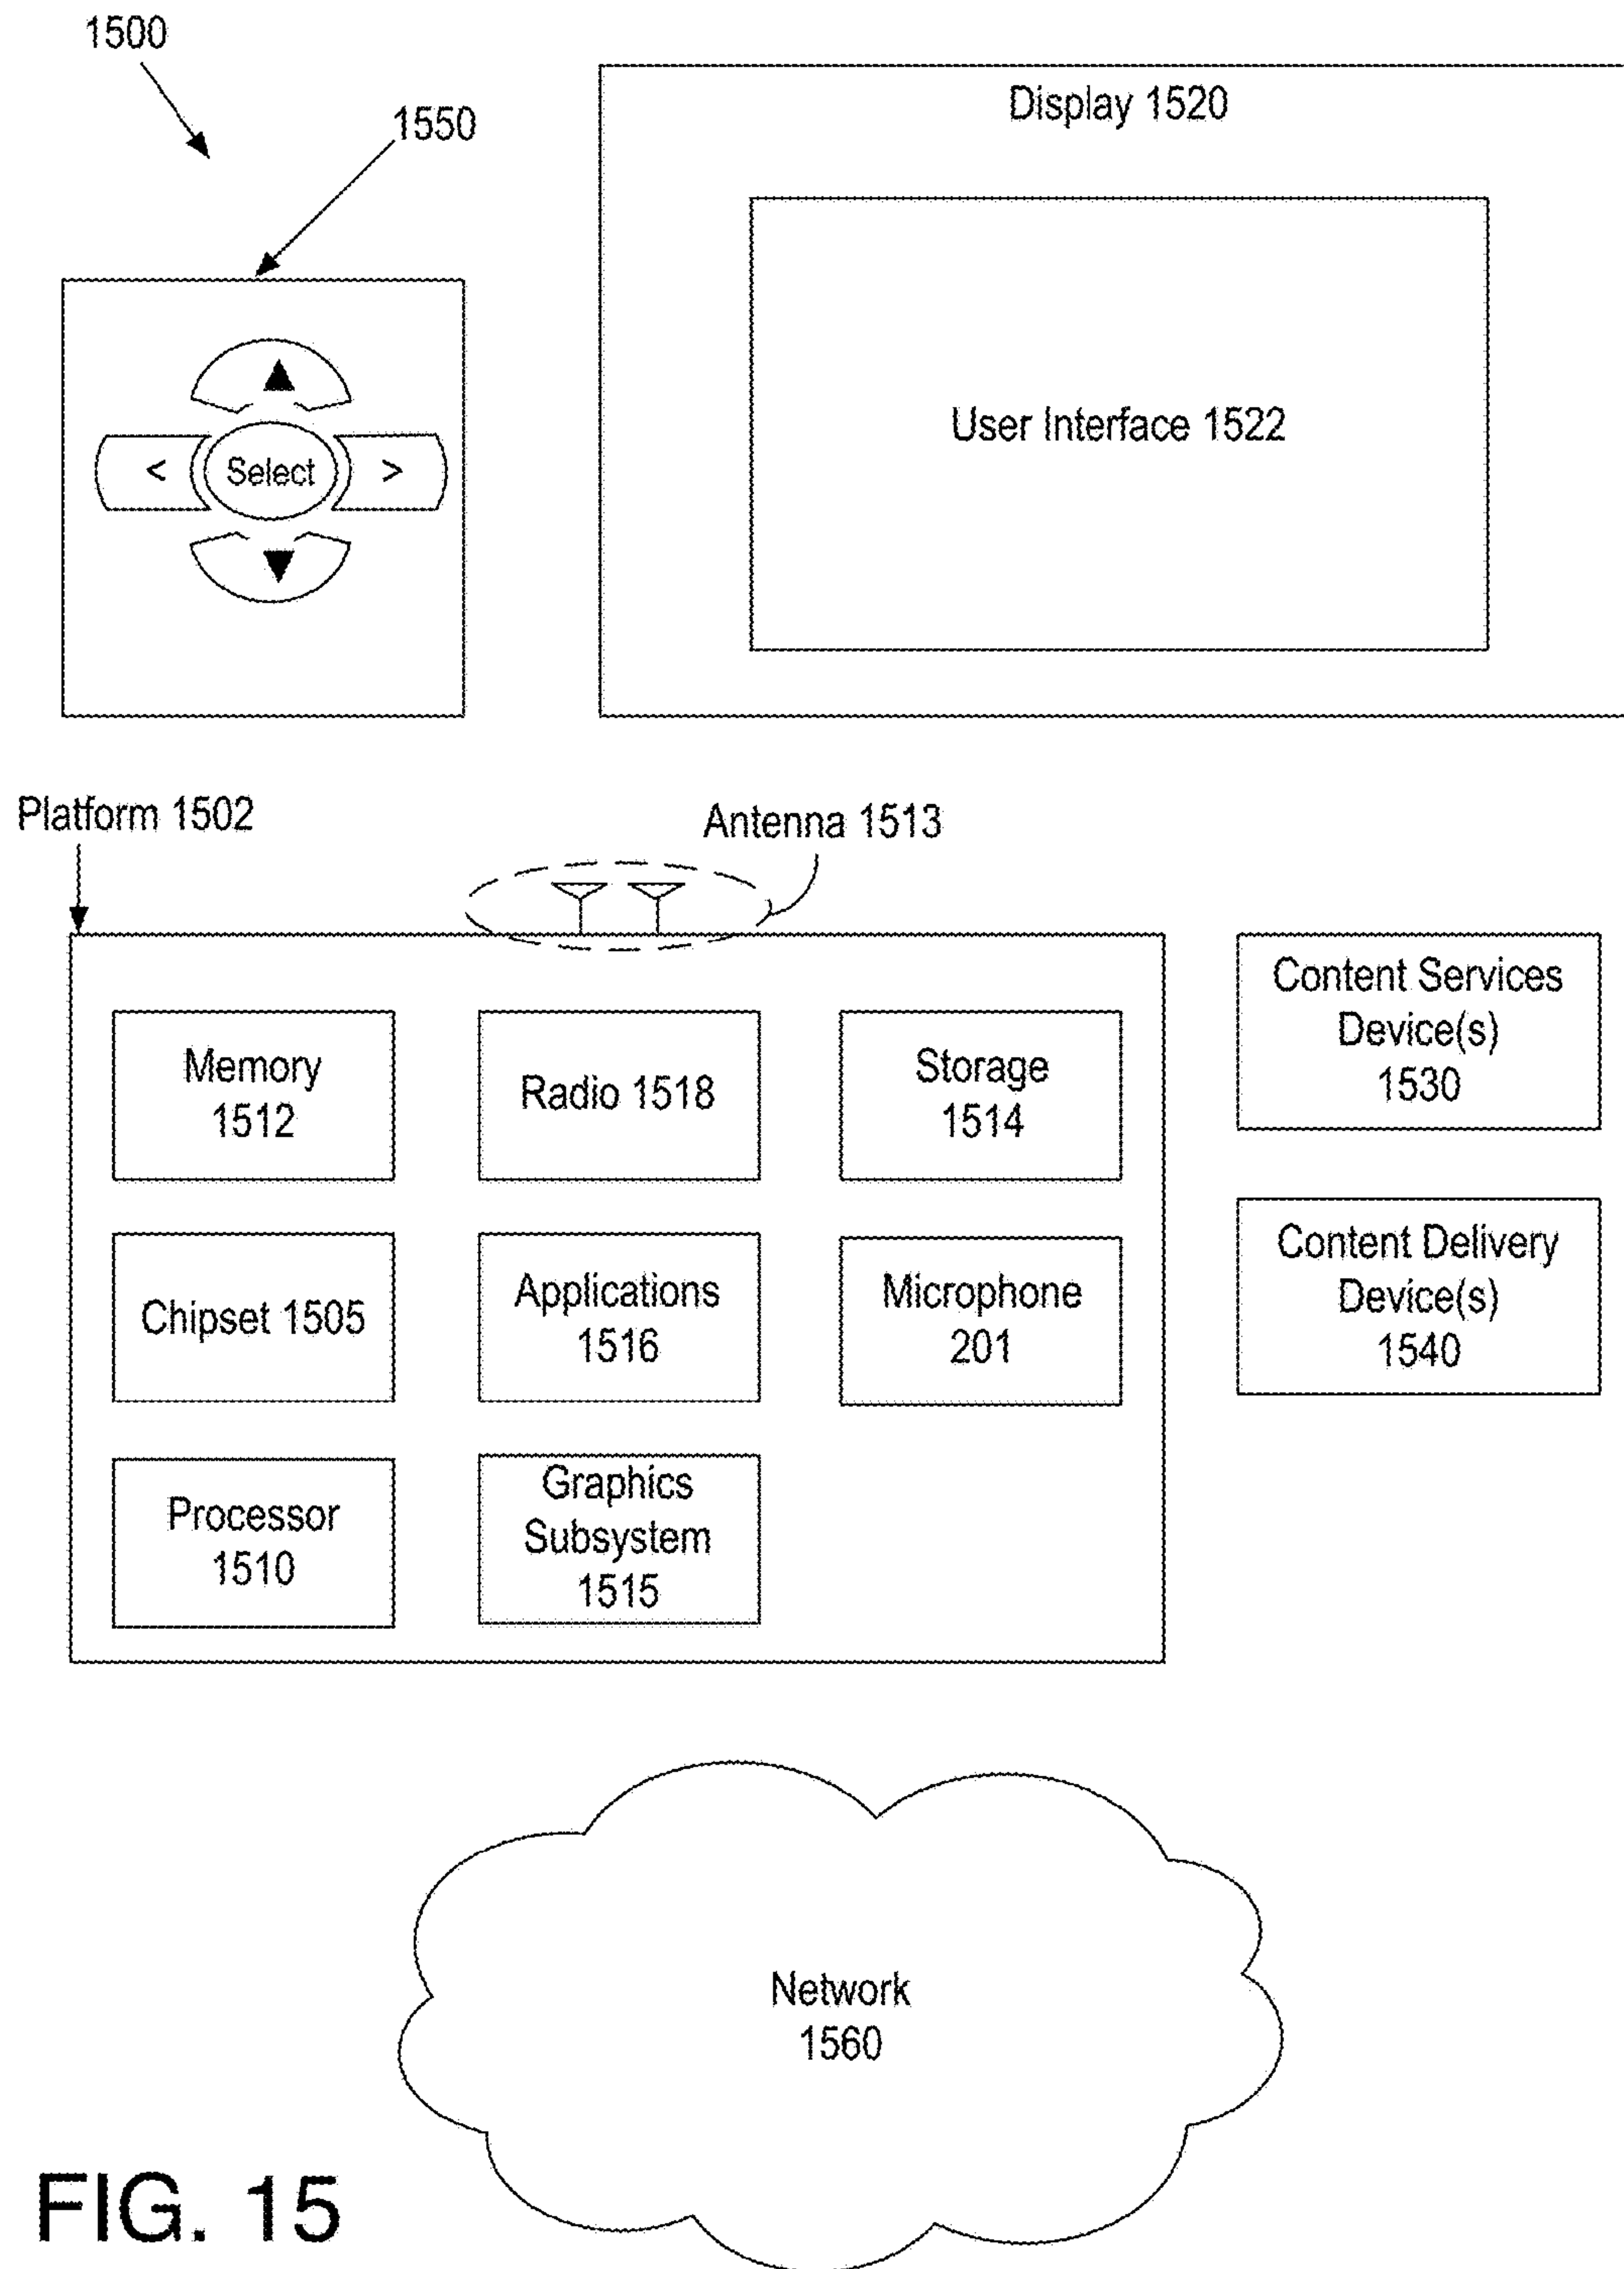 1500
1550
Display 1520
User Interface 1522
<
Select
>
Platform 1502
Antenna 1513
Memory
1512
Radio 1518
Storage
1514
Content Services
Device(s)
1530
Chipset 1505
Applications
1516
Microphone
201
Content Delivery
Device(s)
1540
Processor
1510
Graphics
Subsystem
1515
Network
1560
FIG. 15